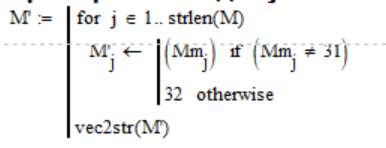 M' := for j ∈ 1.. strlen(M)
M'j ← (Mmj) if (Mmj ≠ 31)
32 otherwise
vec2str(M')